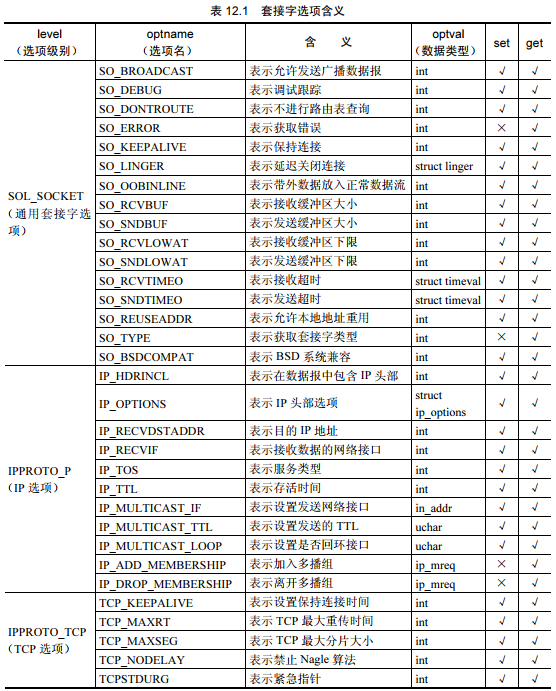 表 12.1 套接字选项含义
level（选项级别） optname（选项名） 含 义 optval（数据类型） set get
SOL_SOCKET（通用套接字选项） SO_BROADCAST 表示允许发送广播数据报 int √ √
SO_DEBUG 表示调试跟踪 int √ √
SO_DONTROUTE 表示不进行路由表查询 int √ √
SO_ERROR 表示获取错误 int × √
SO_KEEPALIVE 表示保持连接 int √ √
SO_LINGER 表示延迟关闭连接 struct linger √ √
SO_OOBINLINE 表示带外数据放入正常数据流 int √ √
SO_RCVBUF 表示接收缓冲区大小 int √ √
SO_SNDBUF 表示发送缓冲区大小 int √ √
SO_RCVLOWAT 表示接收缓冲区下限 int √ √
SO_SNDLOWAT 表示发送缓冲区下限 int √ √
SO_RCVTIMEO 表示接收超时 struct timeval √ √
SO_SNDTIMEO 表示发送超时 struct timeval √ √
SO_REUSEADDR 表示允许本地地址重用 int √ √
SO_TYPE 表示获取套接字类型 int × √
SO_BSDCOMPAT 表示 BSD 系统兼容 int √ √
IPPROTO_P（IP 选项） IP_HDRINCL 表示在数据报中包含 IP 头部 int √ √
IP_OPTIONS 表示 IP 头部选项 struct ip_options √ √
IP_RECVDSTADDR 表示目的 IP 地址 int √ √
IP_RECVIF 表示接收数据的网络接口 int √ √
IP_TOS 表示服务类型 int √ √
IP_TTL 表示存活时间 int √ √
IP_MULTICAST_IF 表示设置发送网络接口 in_addr √ √
IP_MULTICAST_TTL 表示设置发送的 TTL uchar √ √
IP_MULTICAST_LOOP 表示设置是否回环接口 uchar √ √
IP_ADD_MEMBERSHIP 表示加入多播组 ip_mreq × √
IP_DROP_MEMBERSHIP 表示离开多播组 ip_mreq × √
IPPROTO_TCP（TCP 选项） TCP_KEEPALIVE 表示设置保持连接时间 int √ √
TCP_MAXRT 表示 TCP 最大重传时间 int √ √
TCP_MAXSEG 表示 TCP 最大分片大小 int √ √
TCP_NODELAY 表示禁止 Nagle 算法 int √ √
TCPSTDURG 表示紧急指针 int √ √